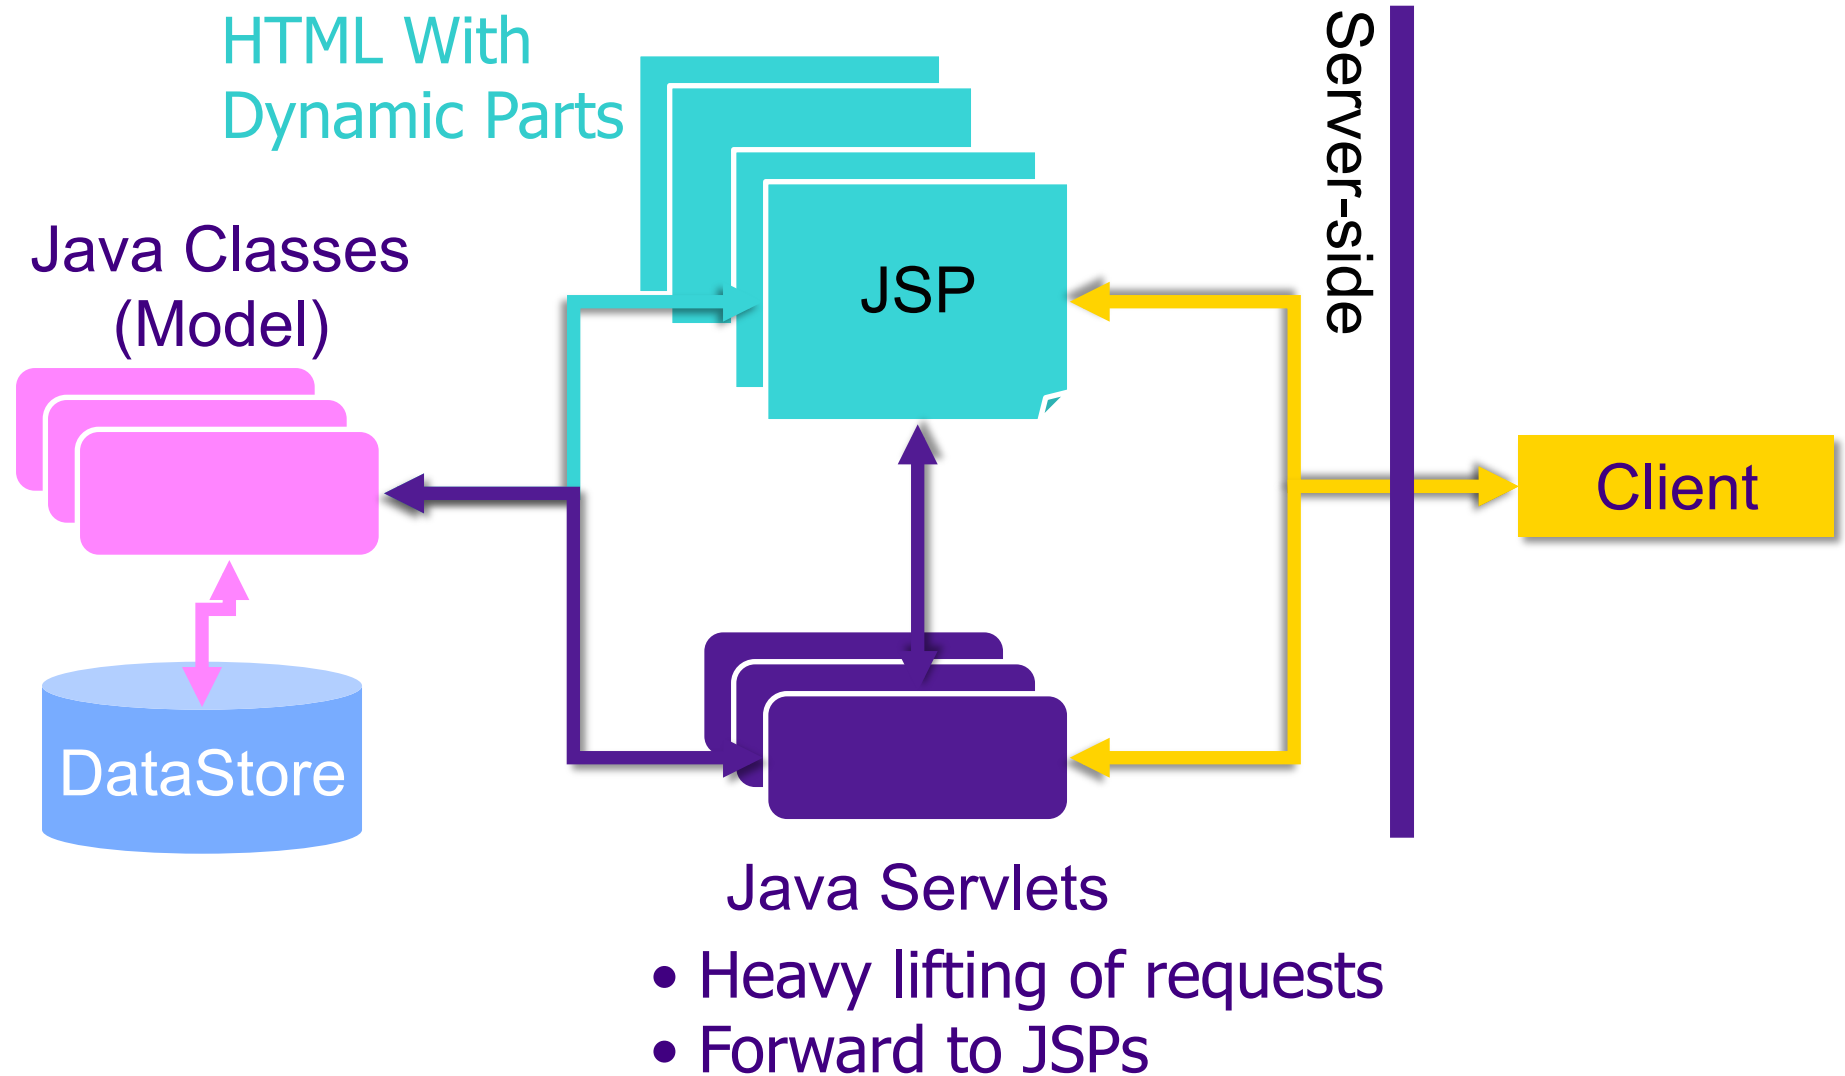 HTML With
Dynamic Parts
Server-side
Java Classes
(Model)
JSP
Client
DataStore
Java Servlets
• Heavy lifting of requests
• Forward to JSPs